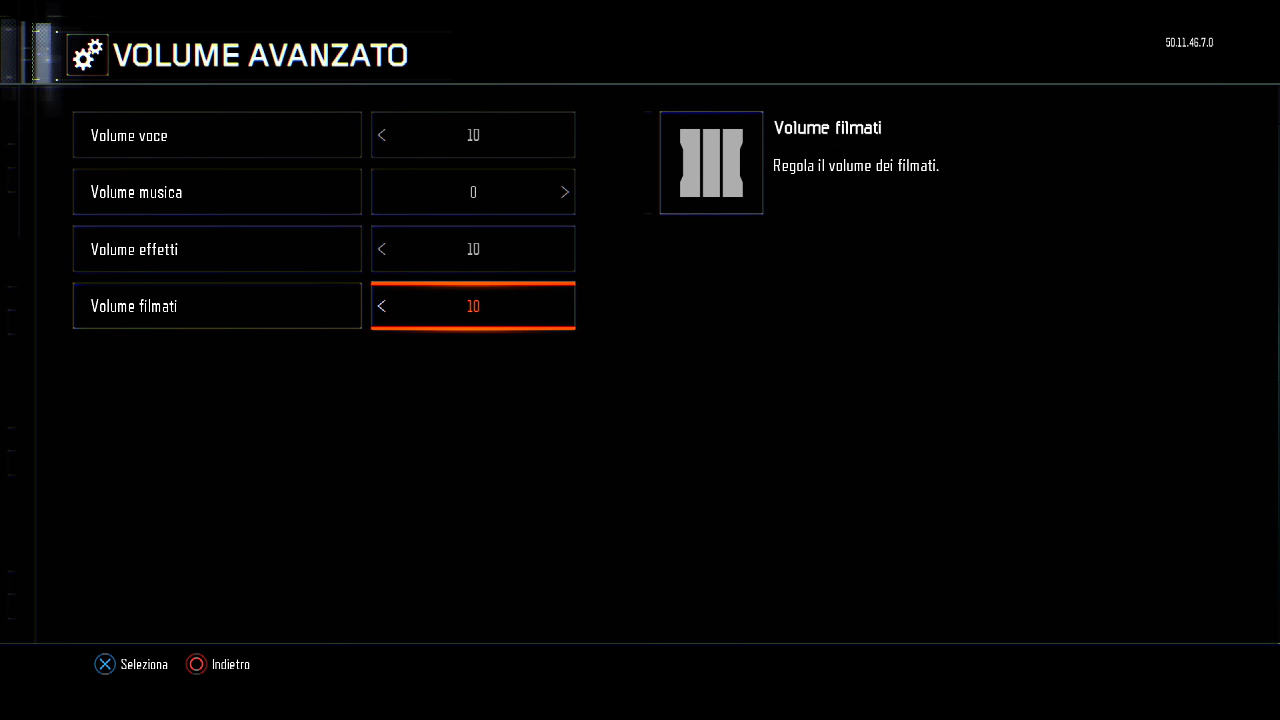 VOLUME AVANZATO
50.11.46.7.0
Volume voce
< 10
Volume musica
0 >
Volume effetti
< 10
Volume filmati
< 10
Volume filmati
Regola il volume dei filmati.
Seleziona
Indietro